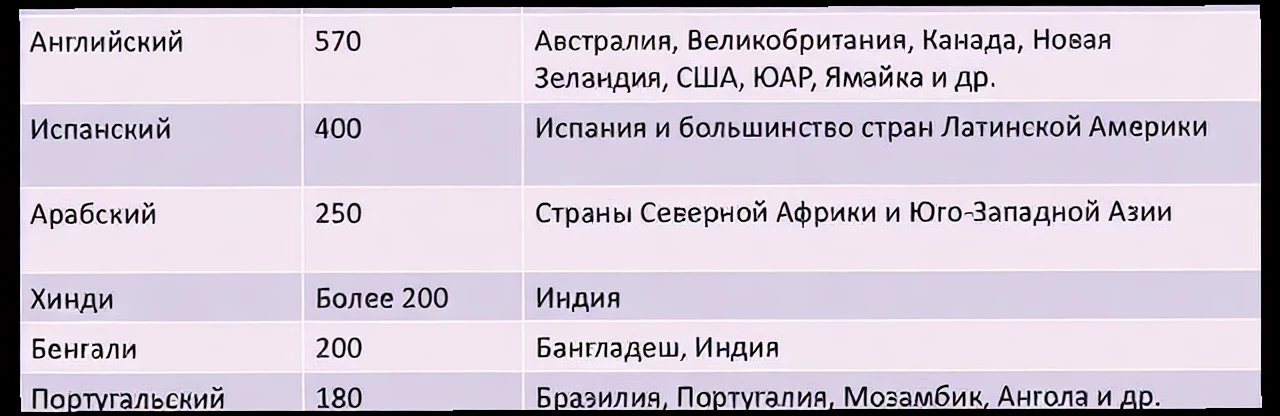 Английский 570 Австралия, Великобритания, Канада, Новая
Зеландия, США, ЮАР, Ямайка и др.
Испанский 400 Испания и большинство стран Латинской Америки
Арабский 250 Страны Северной Африки и Юго-Западной Азии
Хинди Более 200 Индия
Бенгали 200 Бангладеш, Индия
Португальский 180 Бразилия, Португалия, Мозамбик, Ангола и др.